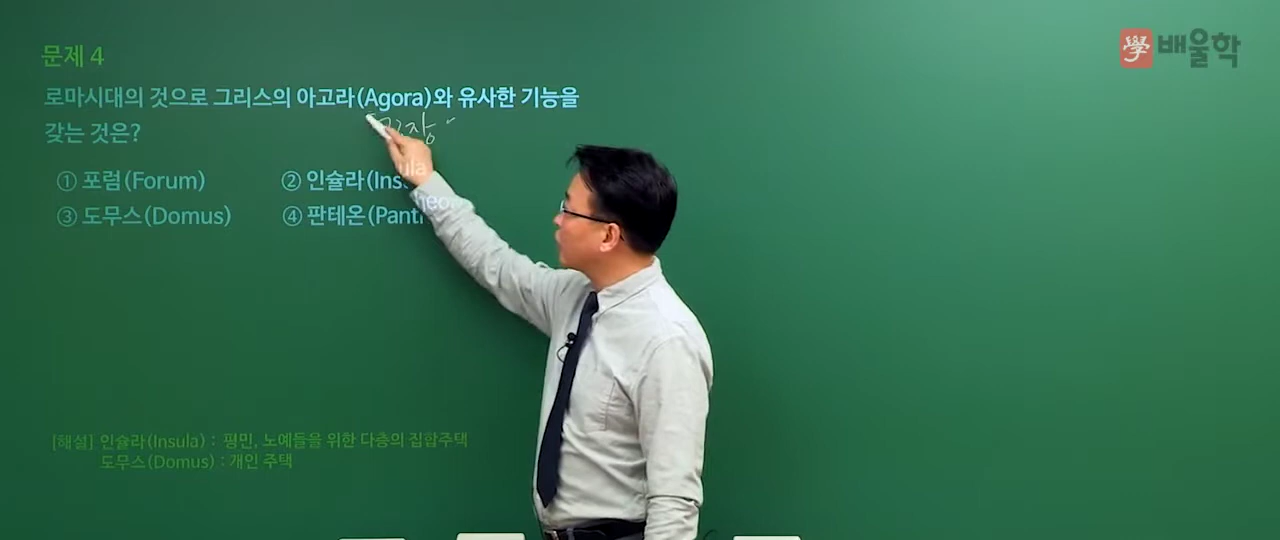 문제 4
學 배울학
로마시대의 것으로 그리스의 아고라(Agora)와 유사한 기능을
갖는 것은?
① 포럼(Forum) ② 인슐라(Insula
③ 도무스(Domus) ④ 판테온(Pantheo
[해설] 인슐라(Insula) : 평민, 노예들을 위한 다층의 집합주택
도무스(Domus) : 개인 주택